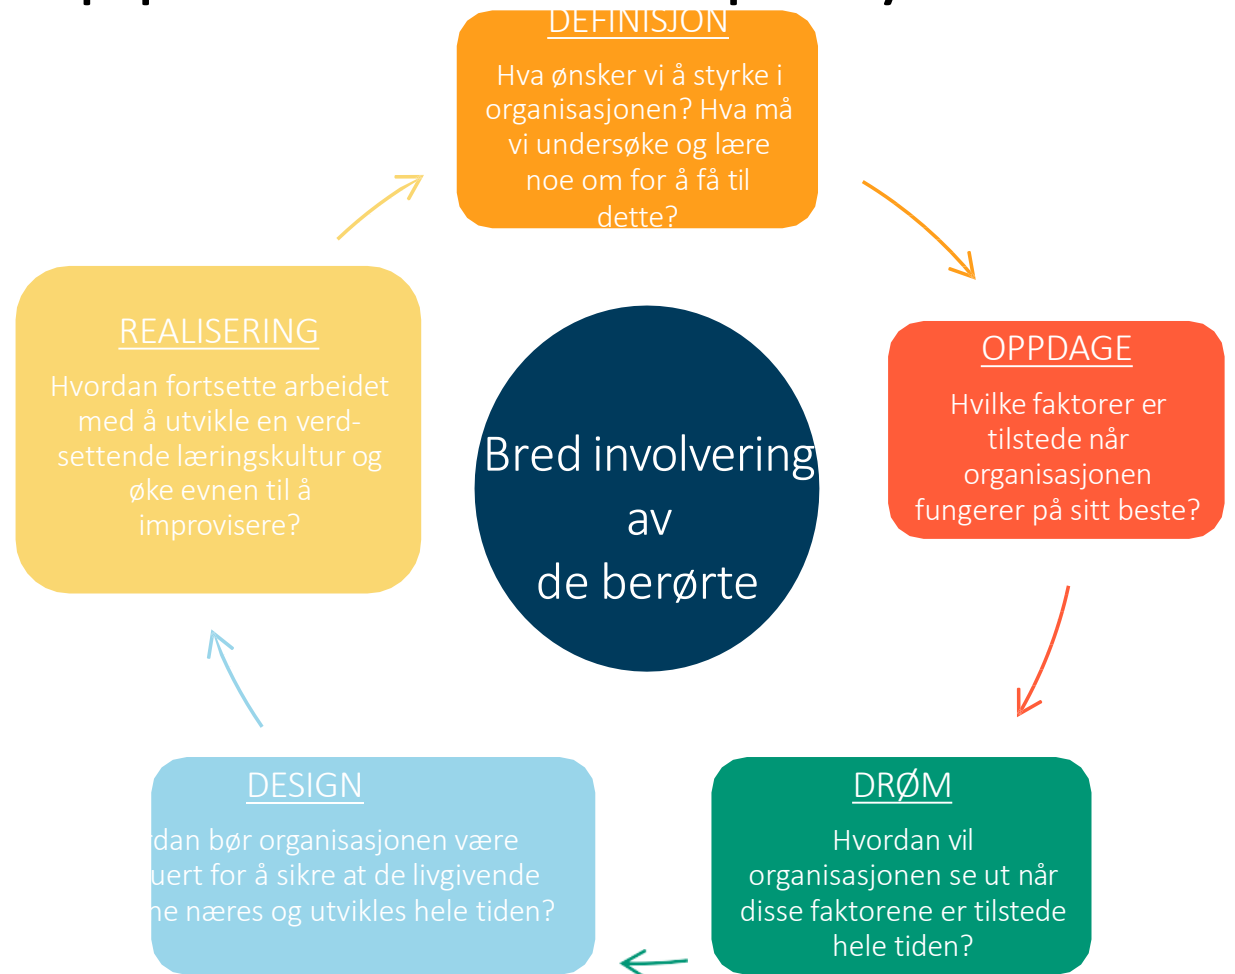 DEFINISJON
Hva ønsker vi å styrke i
organisasjonen? Hva må
vi undersøke og lære
noe om for å få til
dette?
OPPDAGE
Hvilke faktorer er
tilstede når
organisasjonen
fungerer på sitt beste?
DRØM
Hvordan vil
organisasjonen se ut når
disse faktorene er tilstede
hele tiden?
DESIGN
bør organisasjonen være
for å sikre at de livgivende
næres og utvikles hele tiden?
REALISERING
Hvordan fortsette arbeidet
med å utvikle en verd-
settende læringskultur og
øke evnen til å
improvisere?
Bred involvering
av
de berørte